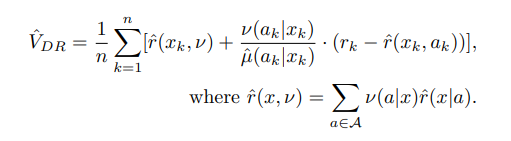 $\hat{V}_{DR} = \frac{1}{n} \sum_{k=1}^{n} [\hat{r}(x_k, \nu) + \frac{\nu(a_k|x_k)}{\hat{\mu}(a_k|x_k)} \cdot (r_k - \hat{r}(x_k, a_k))],$
where $\hat{r}(x, \nu) = \sum_{a \in \mathcal{A}} \nu(a|x)\hat{r}(x|a).$